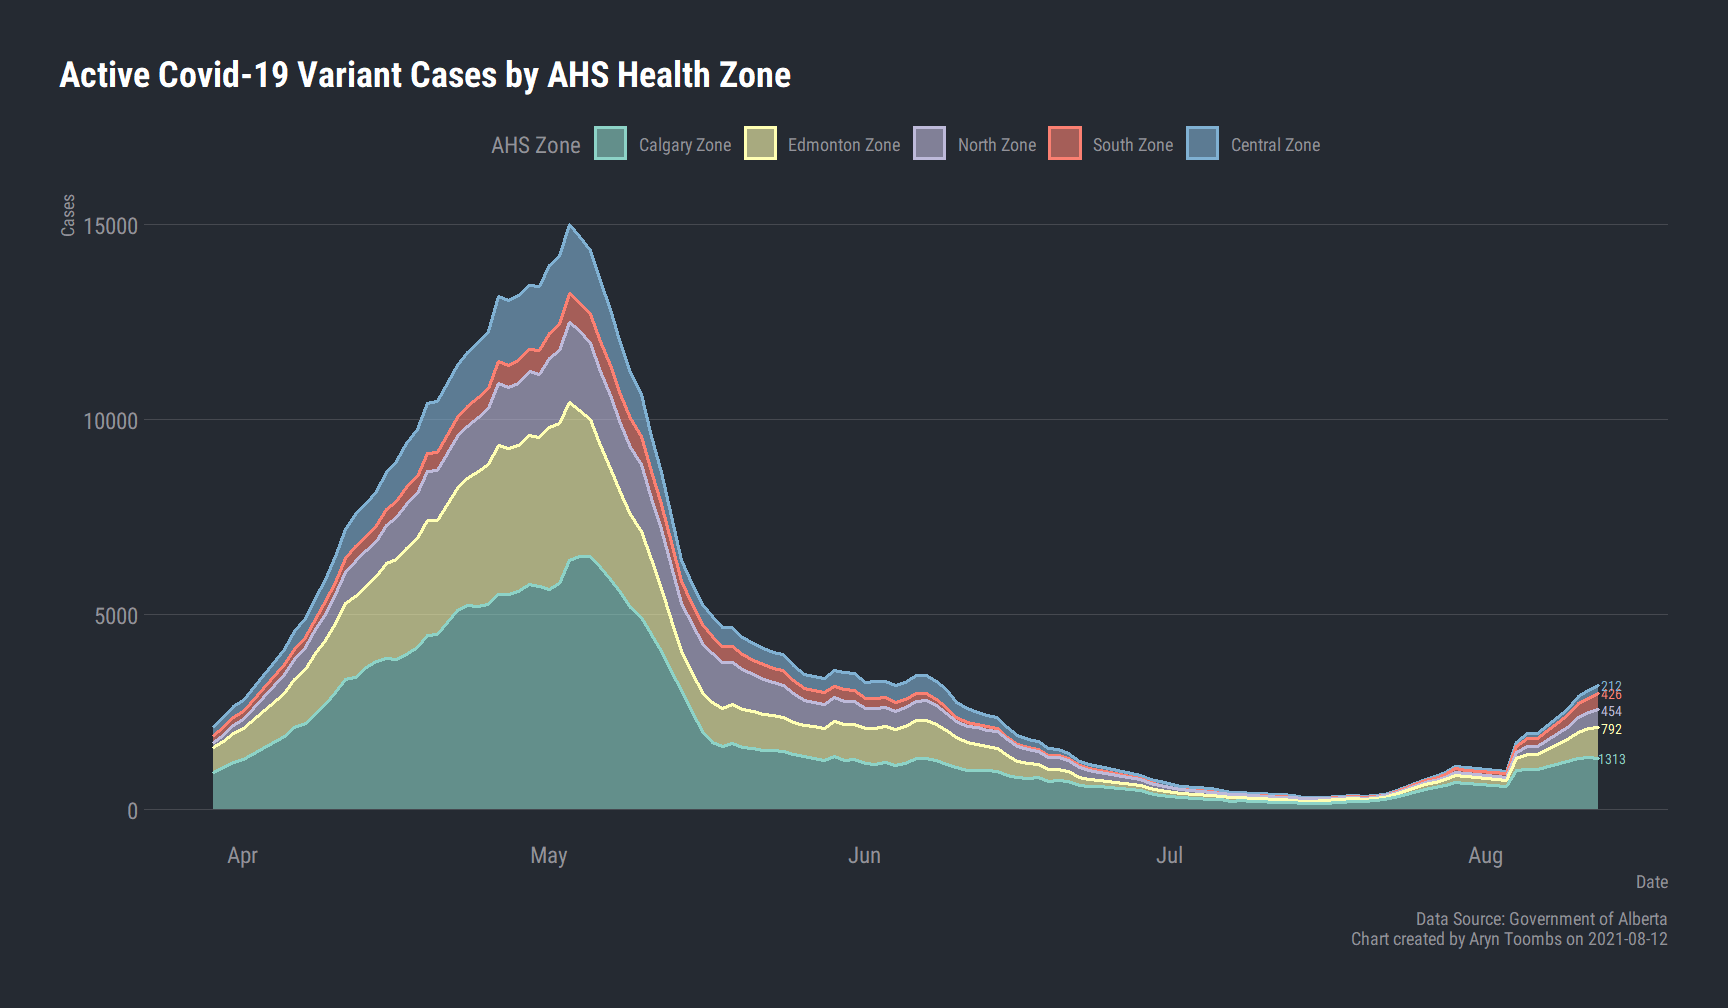 Active Covid-19 Variant Cases by AHS Health Zone
AHS Zone Calgary Zone Edmonton Zone North Zone South Zone Central Zone
Cases
15000
10000
5000
0
212
426
454
792
1313
Apr May Jun Jul Aug
Date
Data Source: Government of Alberta
Chart created by Aryn Toombs on 2021-08-12